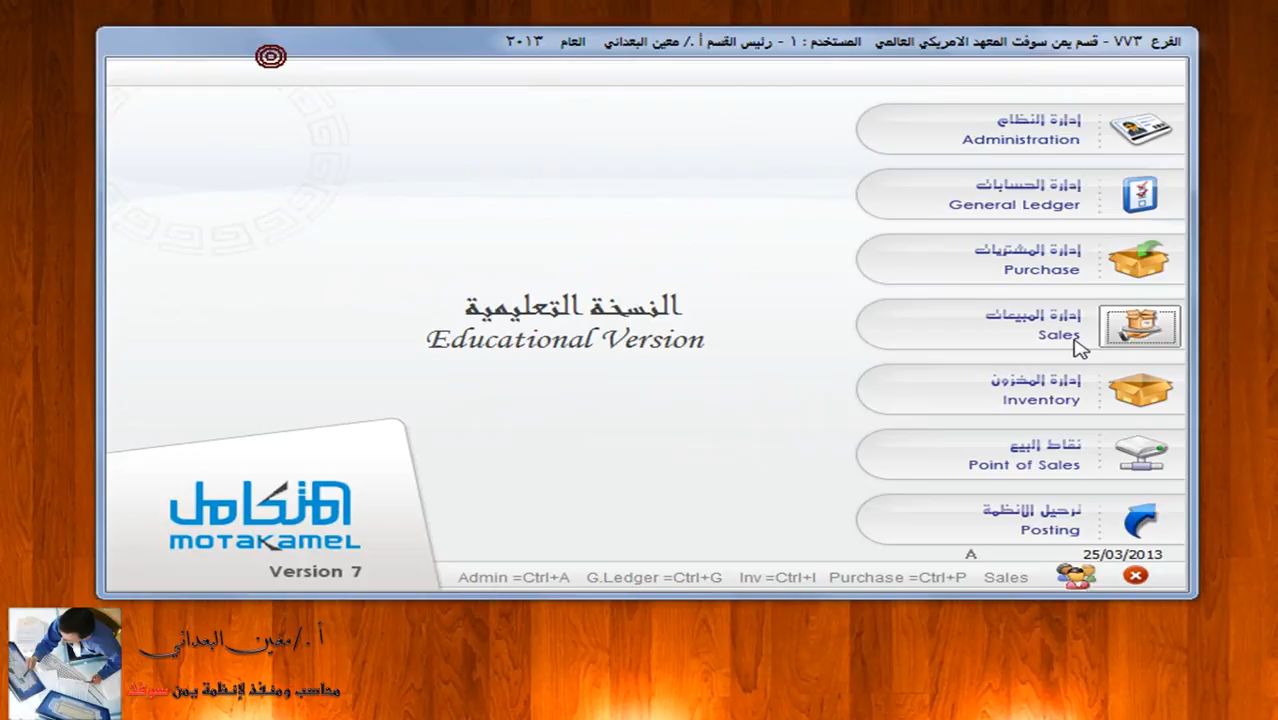 الفرع ٧٧٣ - قسم يمن سوفت المعهد الامريكي العالمي المستخدم : ١ - رئيس القسم أ ./ معين البعداني العام ٢٠١٣
إدارة النظام
Administration
إدارة الحسابات
General Ledger
إدارة المشتريات
Purchase
إدارة المبيعات
Sales
إدارة المخزون
Inventory
نقاط البيع
Point of Sales
ترحيل الانظمة
Posting
النسخة التعليمية
Educational Version
المتكامل
MOTAKAMEL
Version 7
A 25/03/2013
Admin =Ctrl+A G.Ledger =Ctrl+G Inv =Ctrl+I Purchase =Ctrl+P Sales
أ ./معين البعداني
محاسب ومنفذ لإنظمة يمن سوفت